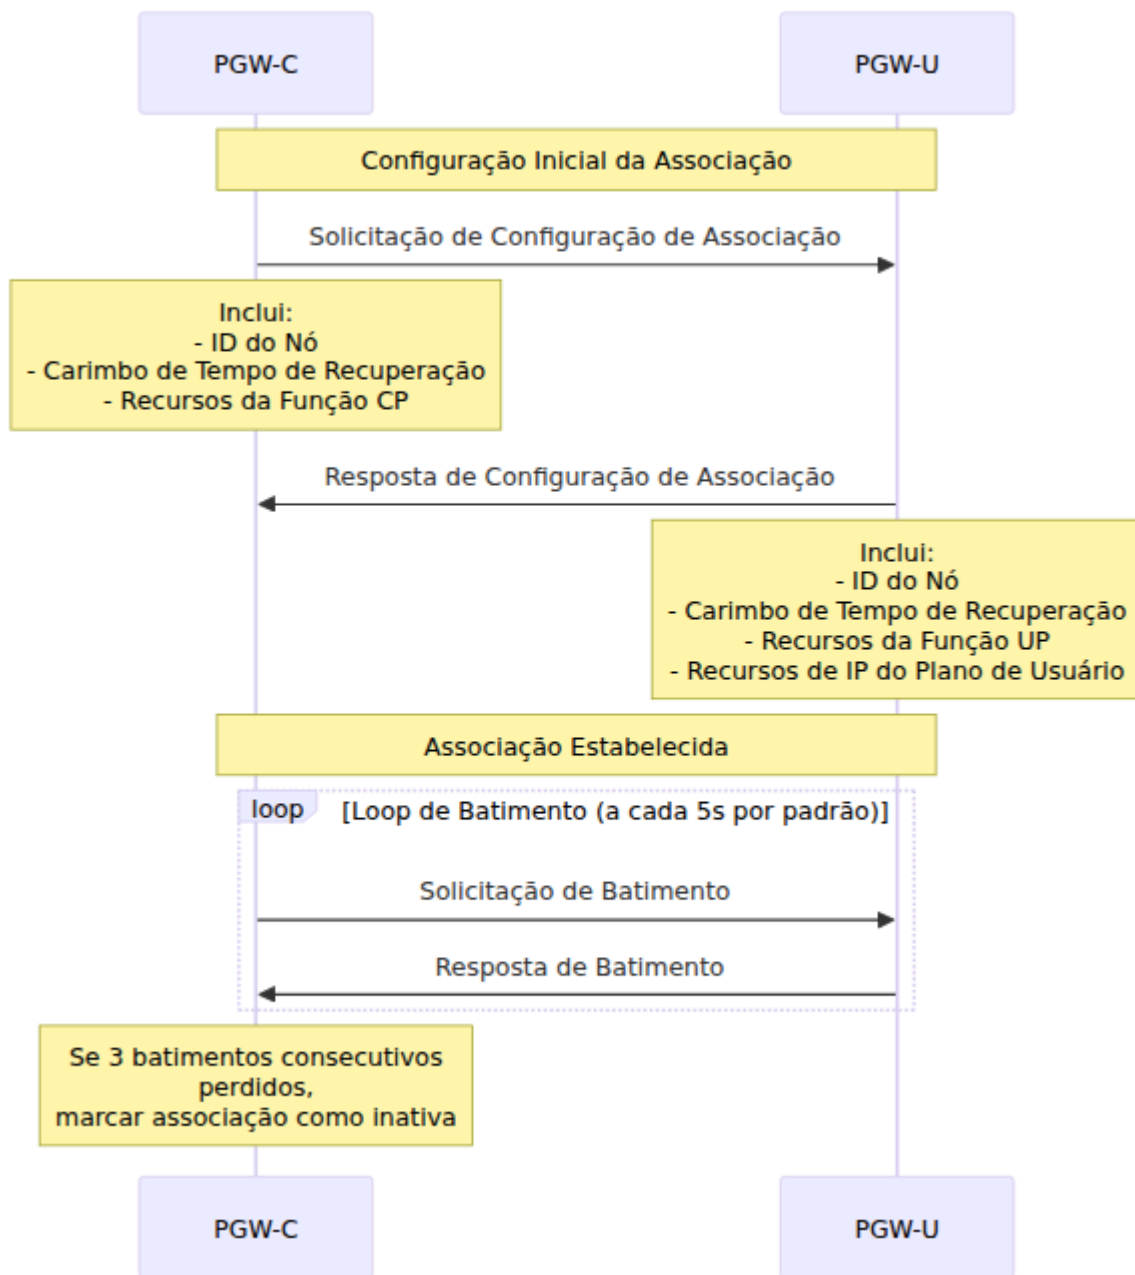 PGW-C
PGW-U
Configuração Inicial da Associação
Solicitação de Configuração de Associação
Inclui:
- ID do Nó
- Carimbo de Tempo de Recuperação
- Recursos da Função CP
Resposta de Configuração de Associação
Inclui:
- ID do Nó
- Carimbo de Tempo de Recuperação
- Recursos da Função UP
- Recursos de IP do Plano de Usuário
Associação Estabelecida
loop
[Loop de Batimento (a cada 5s por padrão)]
Solicitação de Batimento
Resposta de Batimento
Se 3 batimentos consecutivos
perdidos,
marcar associação como inativa
PGW-C
PGW-U